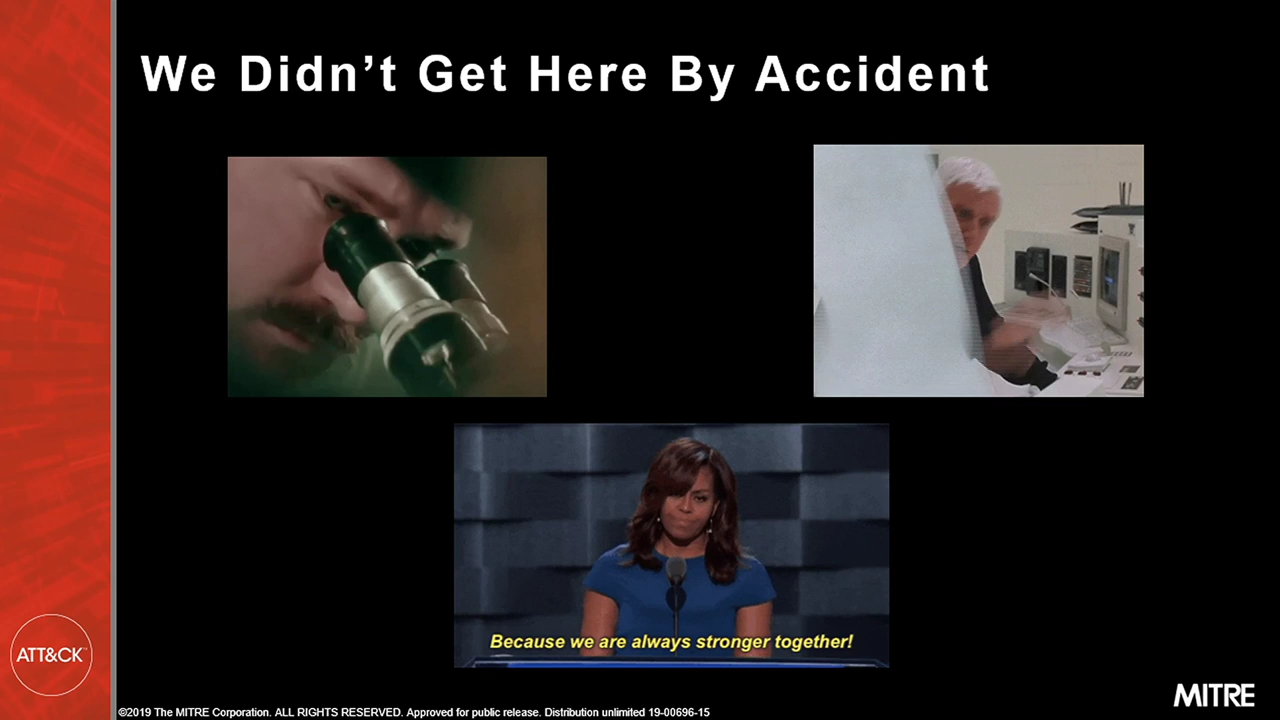 We Didn’t Get Here By Accident
Because we are always stronger together!
ATT&CK™
MITRE
©2019 The MITRE Corporation. ALL RIGHTS RESERVED. Approved for public release. Distribution unlimited 19-00696-15